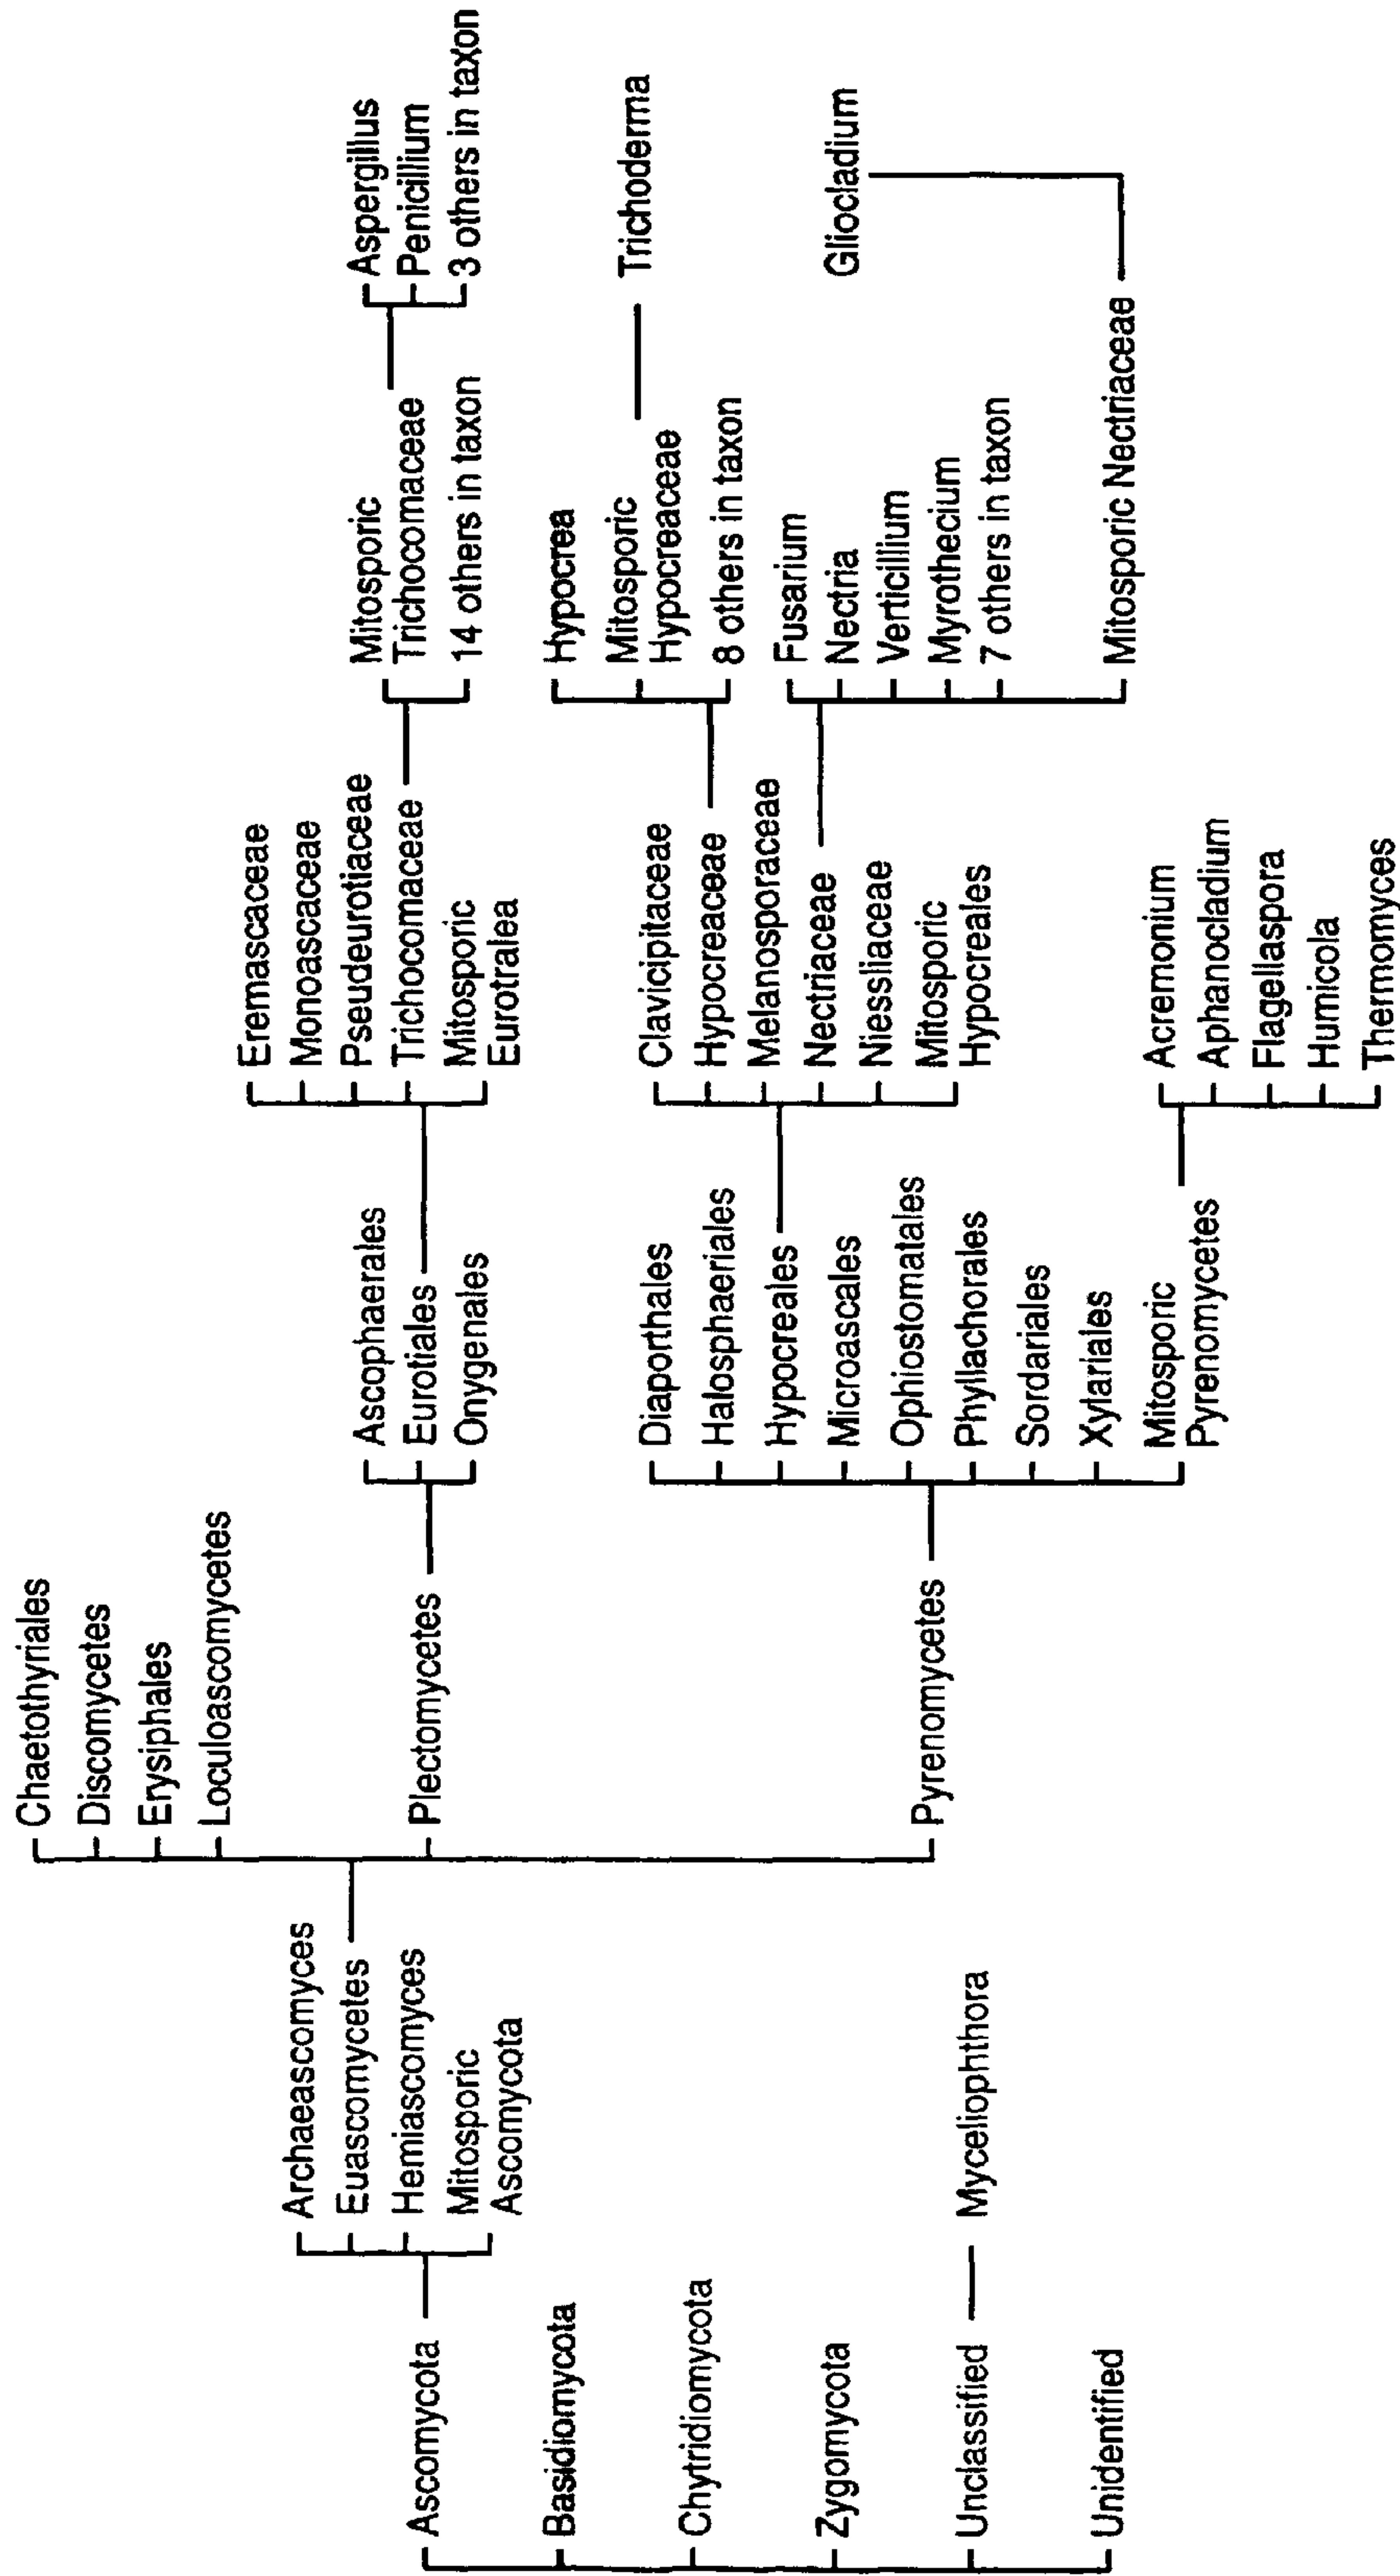 Ascomycota
Basidiomycota
Chytridiomycota
Zygomycota
Unclassified
Unidentified
Archaeascomyces
Euascomycetes
Hemiascomyces
Mitosporic
Ascomycota
Myceliophthora
Chaetothyriales
Discomycetes
Erysiphales
Loculoascomycetes
Plectomycetes
Pyrenomycetes
Ascophaerales
Eurotiales
Onygenales
Diaporthales
Halosphaeriales
Hypocreales
Microascales
Ophiostomatales
Phyllachorales
Sordariales
Xylariales
Mitosporic
Pyrenomycetes
Eremascaceae
Monoascaceae
Pseudeurotiaceae
Trichocomaceae
Mitosporic
Eurotralea
Clavicipitaceae
Hypocreaceae
Melanosporaceae
Nectriaceae
Niessliaceae
Mitosporic
Hypocreales
Acremonium
Aphanocladium
Flagellaspora
Humicola
Thermomyces
Mitosporic
Trichocomaceae
14 others in taxon
Hypocrea
Mitosporic
Hypocreaceae
8 others in taxon
Fusarium
Nectria
Verticillium
Myrothecium
7 others in taxon
Mitosporic Nectriaceae
Aspergillus
Penicillium
3 others in taxon
Trichoderma
Gliocladium